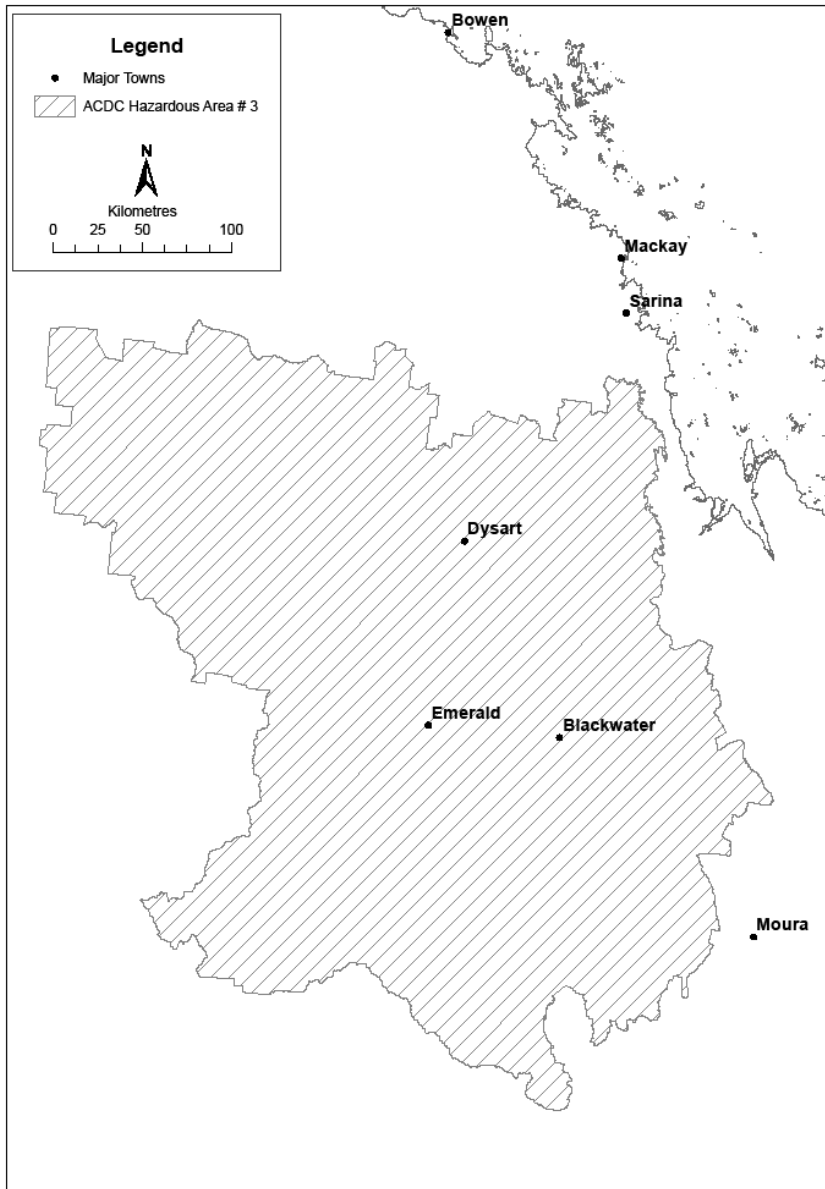 Legend
Major Towns
ACDC Hazardous Area # 3
N
Kilometres
0 25 50 100
Bowen
Mackay
Sarina
Dysart
Emerald
Blackwater
Moura